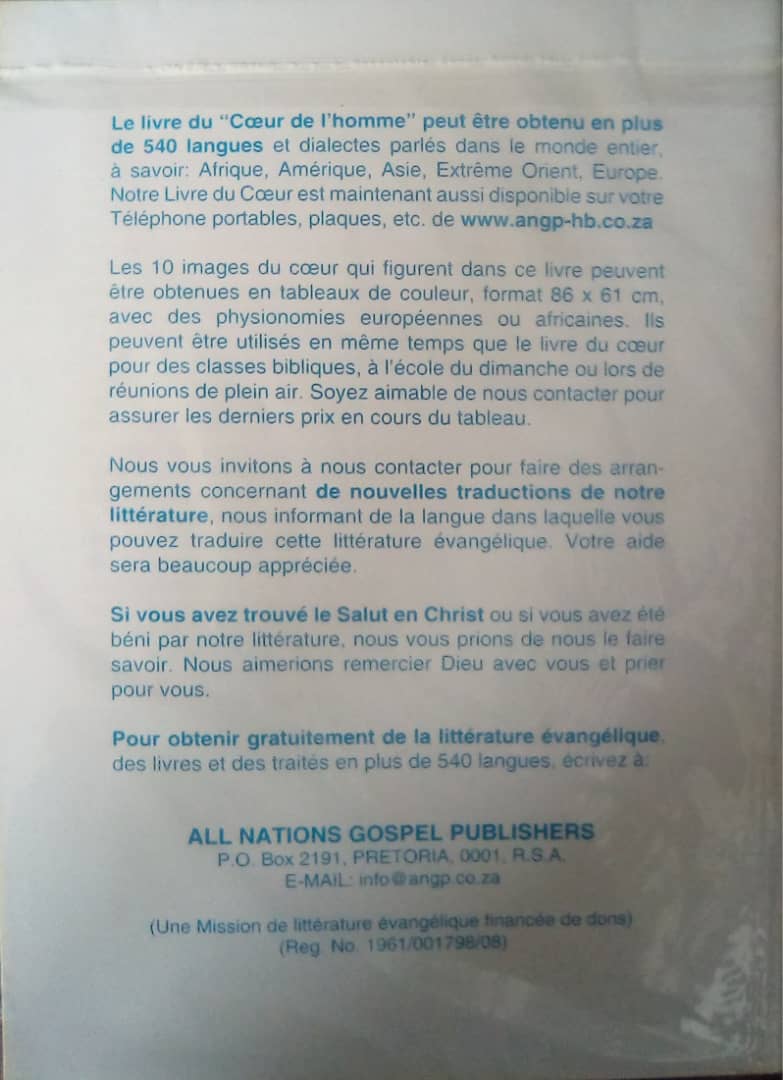 Le livre du “Cœur de l’homme” peut être obtenu en plus
de 540 langues et dialectes parlés dans le monde entier,
à savoir: Afrique, Amérique, Asie, Extrême Orient, Europe.
Notre Livre du Cœur est maintenant aussi disponible sur votre
Téléphone portables, plaques, etc. de www.angp-hb.co.za
Les 10 images du cœur qui figurent dans ce livre peuvent
être obtenues en tableaux de couleur, format 86 x 61 cm,
avec des physionomies européennes ou africaines. Ils
peuvent être utilisés en même temps que le livre du cœur
pour des classes bibliques, à l’école du dimanche ou lors de
réunions de plein air. Soyez aimable de nous contacter pour
assurer les derniers prix en cours du tableau.
Nous vous invitons à nous contacter pour faire des arran-
gements concernant de nouvelles traductions de notre
littérature, nous informant de la langue dans laquelle vous
pouvez traduire cette littérature évangélique. Votre aide
sera beaucoup appréciée.
Si vous avez trouvé le Salut en Christ ou si vous avez été
béni par notre littérature, nous vous prions de nous le faire
savoir. Nous aimerions remercier Dieu avec vous et prier
pour vous.
Pour obtenir gratuitement de la littérature évangélique,
des livres et des traités en plus de 540 langues, écrivez à:
ALL NATIONS GOSPEL PUBLISHERS
P.O. Box 2191, PRETORIA, 0001, R.S.A.
E-MAIL: info@angp.co.za
(Une Mission de littérature évangélique financée de dons)
(Reg. No. 1961/001798/08)